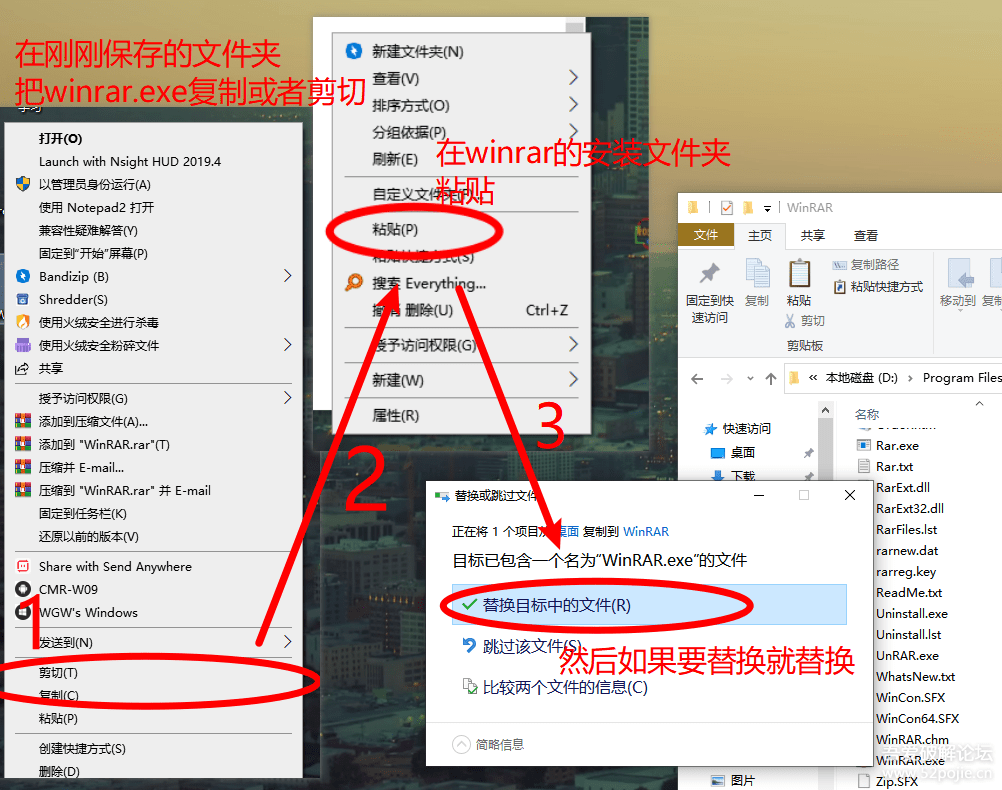 在刚刚保存的文件夹
把winrar.exe复制或者剪切
学习
打开(O)
Launch with Nsight HUD 2019.4
以管理员身份运行(A)
使用 Notepad2 打开
兼容性疑难解答(Y)
固定到"开始"屏幕(P)
Bandizip (B)
Shredder(S)
使用火绒安全进行杀毒
使用火绒安全粉碎文件
共享
授予访问权限(G)
添加到压缩文件(A)...
添加到 "WinRAR.rar"(T)
压缩并 E-mail...
压缩到 "WinRAR.rar" 并 E-mail
固定到任务栏(K)
还原以前的版本(V)
Share with Send Anywhere
CMR-W09
WGW's Windows
发送到(N)
剪切(T)
复制(C)
粘贴(P)
创建快捷方式(S)
删除(D)
1
新建文件夹(N)
查看(V)
排序方式(O)
分组依据(P)
刷新(E)
自定义文件夹(F)...
粘贴(P)
粘贴快捷方式(S)
搜索 Everything...
撤消 删除(U) Ctrl+Z
授予访问权限(G)
新建(W)
属性(R)
在winrar的安装文件夹
粘贴
2
3
WinRAR
文件 主页 共享 查看
固定到快
速访问
复制
粘贴
复制路径
粘贴快捷方式
剪切
移动到
剪贴板
« 本地磁盘 (D:) › Program Files
快速访问
桌面
下载
图片
名称
Rar.exe
Rar.txt
RarExt.dll
RarExt32.dll
RarFiles.lst
rarnew.dat
rarreg.key
ReadMe.txt
Uninstall.exe
Uninstall.lst
UnRAR.exe
WhatsNew.txt
WinCon.SFX
WinCon64.SFX
WinRAR.chm
WinRAR.exe
Zip.SFX
替换或跳过文件
正在将 1 个项目从 桌面 复制到 WinRAR
目标已包含一个名为"WinRAR.exe"的文件
替换目标中的文件(R)
跳过该文件(S)
然后如果要替换就替换
比较两个文件的信息(C)
简略信息
吾爱破解论坛
www.52pojie.cn